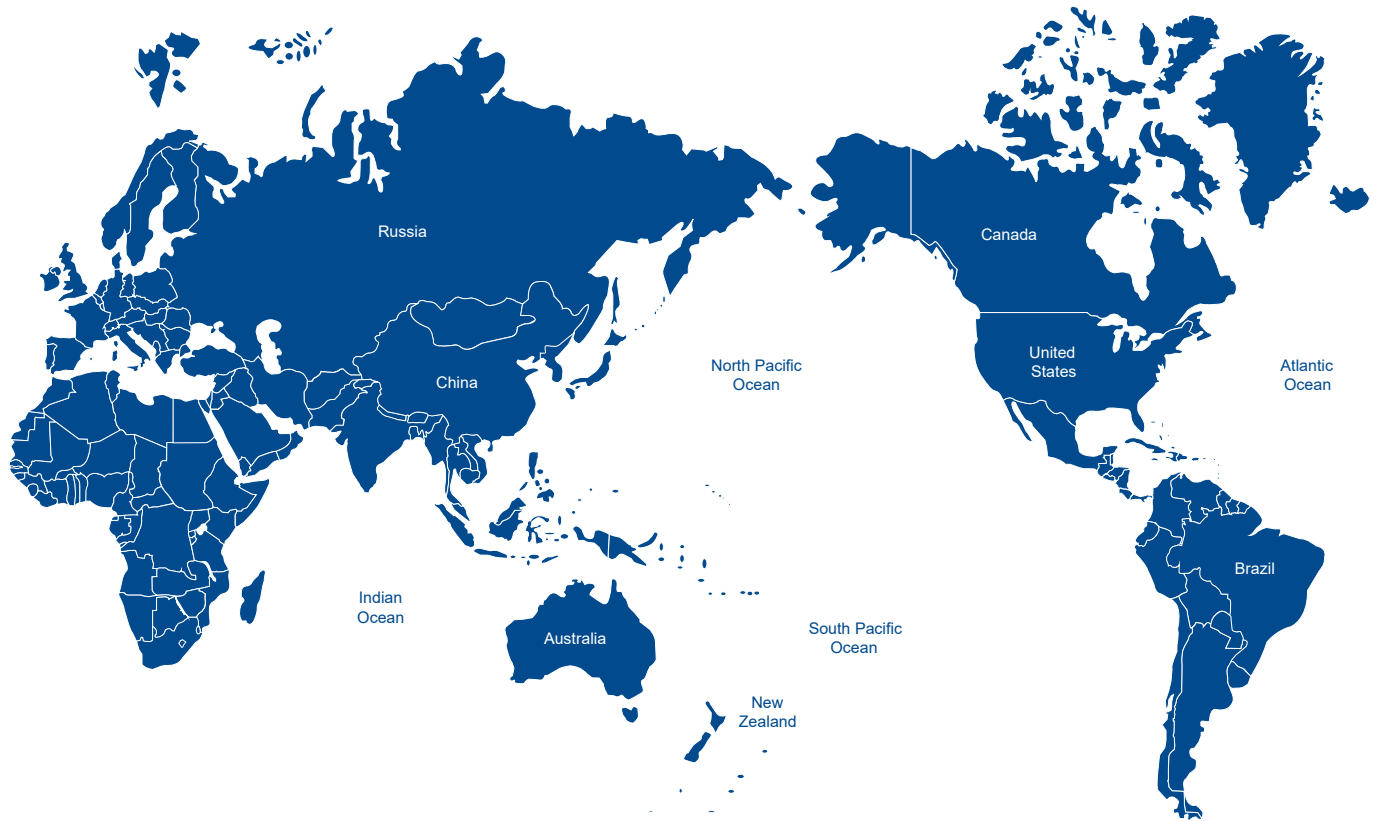 Russia
Canada
United
States
North Pacific
Ocean
Atlantic
Ocean
China
Brazil
Indian
Ocean
Australia
South Pacific
Ocean
New
Zealand